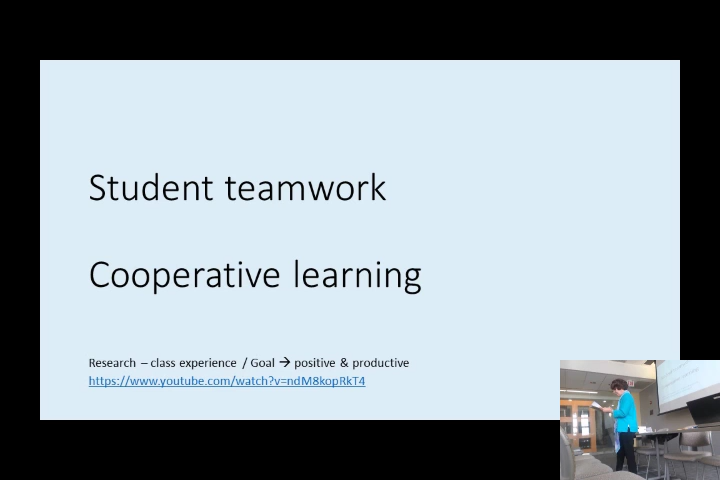 Student teamwork
Cooperative learning
Research – class experience / Goal → positive & productive
https://www.youtube.com/watch?v=ndM8kopRkT4